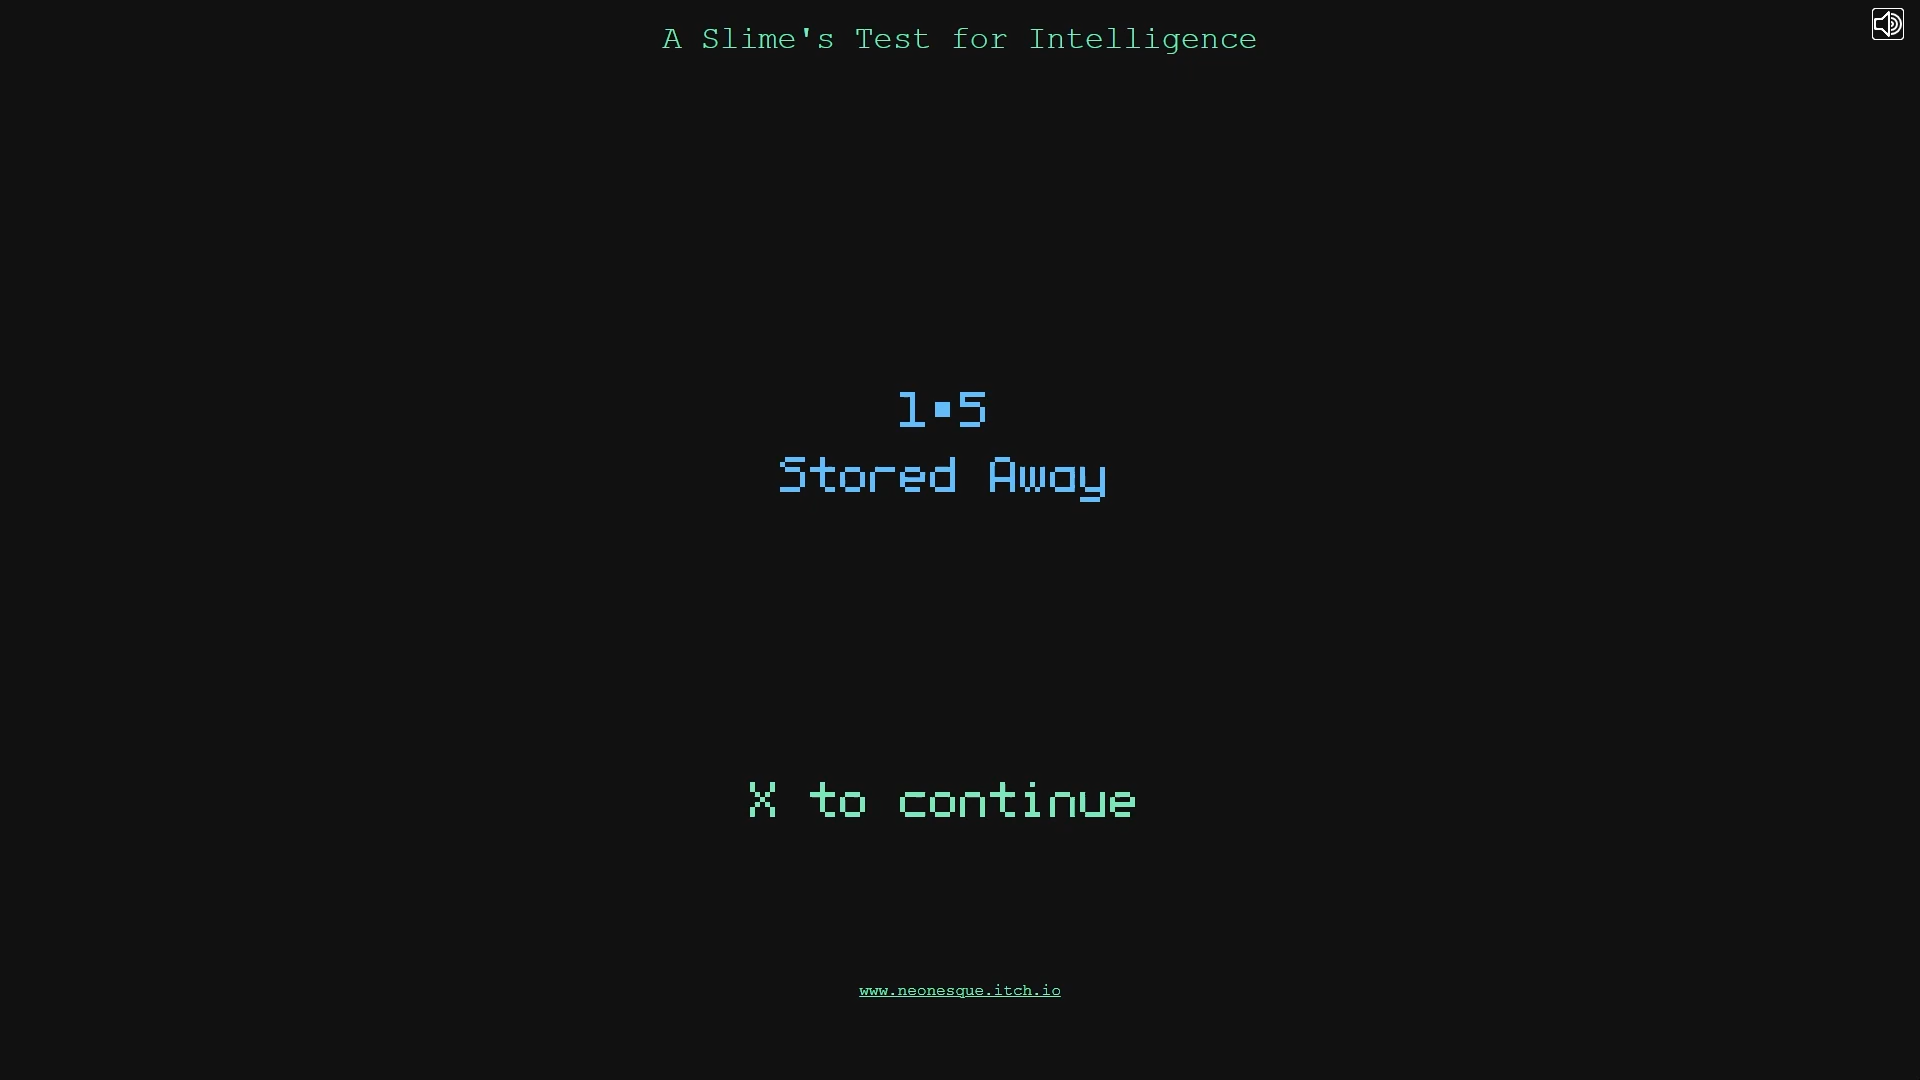 A Slime's Test for Intelligence
1▪5
Stored Away
X to continue
www.neonesque.itch.io